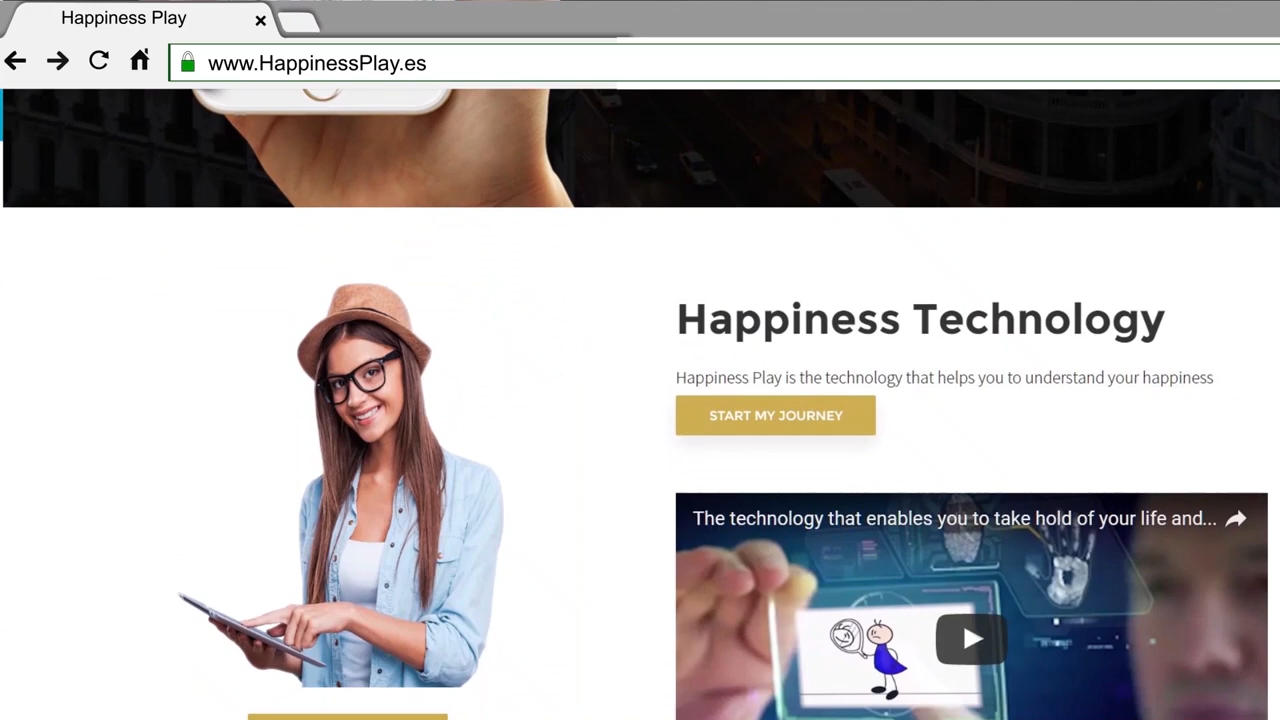 Happiness Play
www.HappinessPlay.es
Happiness Technology
Happiness Play is the technology that helps you to understand your happiness
START MY JOURNEY
The technology that enables you to take hold of your life and...